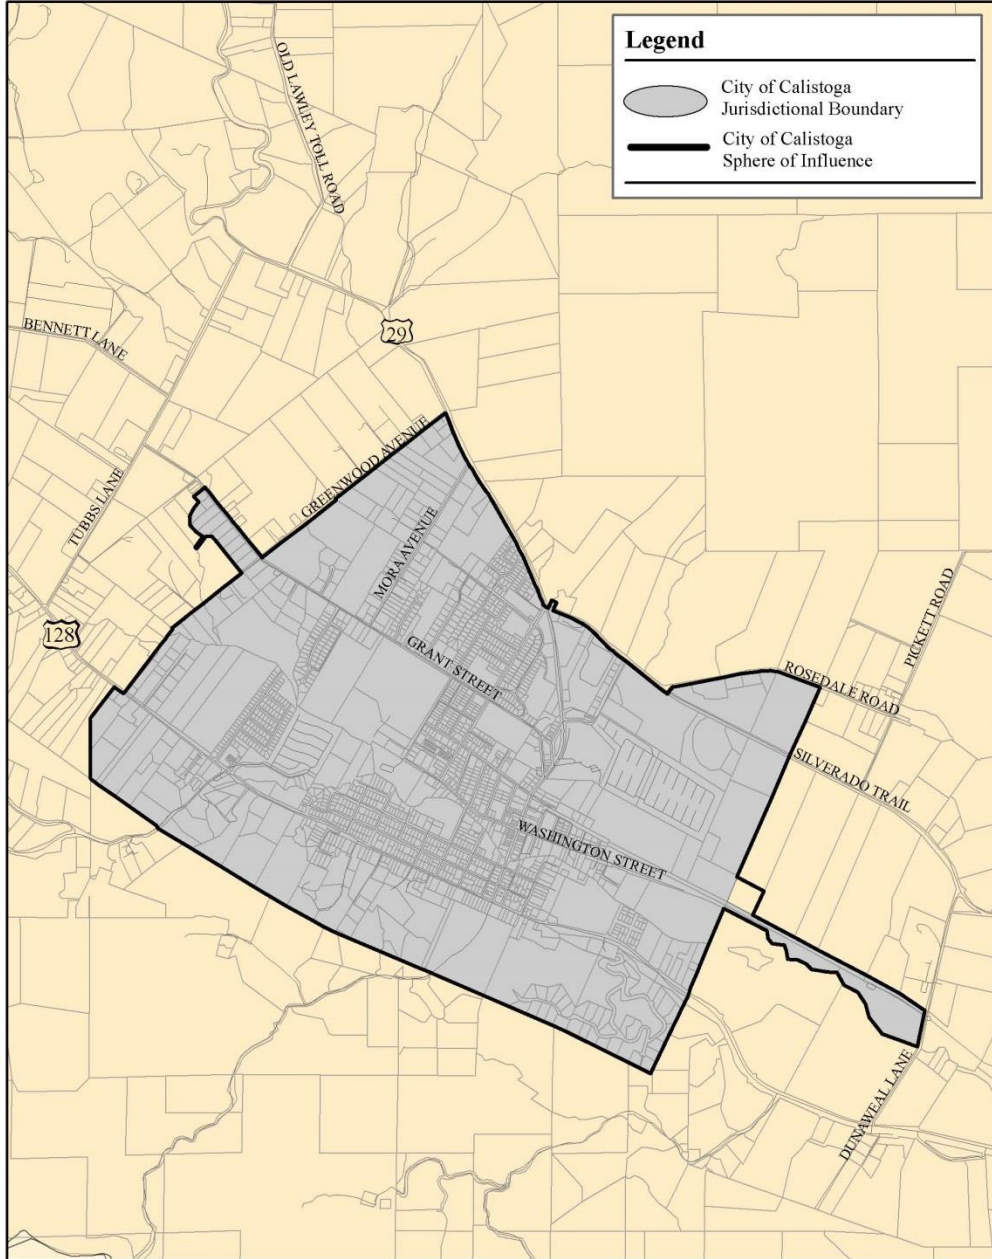 Legend
City of Calistoga
Jurisdictional Boundary
City of Calistoga
Sphere of Influence
OLD LAWLEY TOLL ROAD
29
BENNETT LANE
GREENWOOD AVENUE
TUBBS LANE
MORA AVENUE
128
GRANT STREET
PICKETT ROAD
ROSEDALE ROAD
SILVERADO TRAIL
WASHINGTON STREET
DUNAWEAL LANE